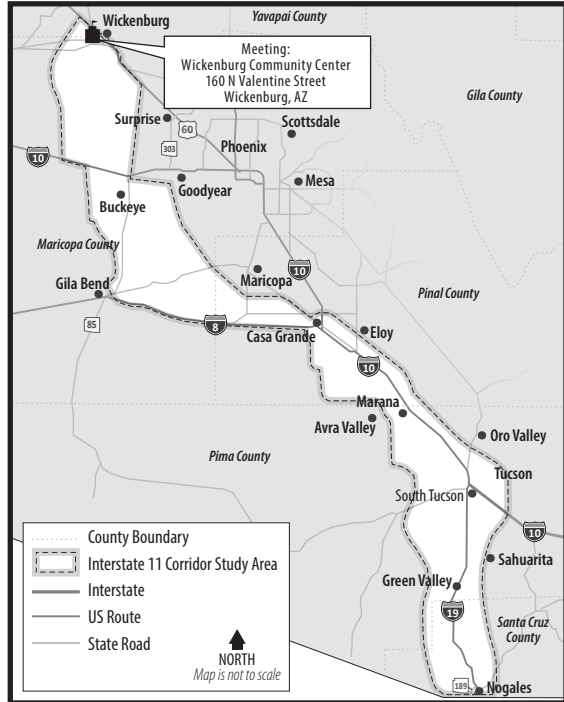 Wickenburg
Yavapai County
Meeting:
Wickenburg Community Center
160 N Valentine Street
Wickenburg, AZ
Gila County
Surprise
60
Scottsdale
303
Phoenix
10
Goodyear
Mesa
Buckeye
Maricopa County
Maricopa
10
Gila Bend
Pinal County
85
8
Casa Grande
Eloy
10
Marana
Avra Valley
Oro Valley
Pima County
Tucson
South Tucson
10
Sahuarita
Green Valley
19
Santa Cruz
County
189
Nogales
County Boundary
Interstate 11 Corridor Study Area
Interstate
US Route
State Road
NORTH
Map is not to scale